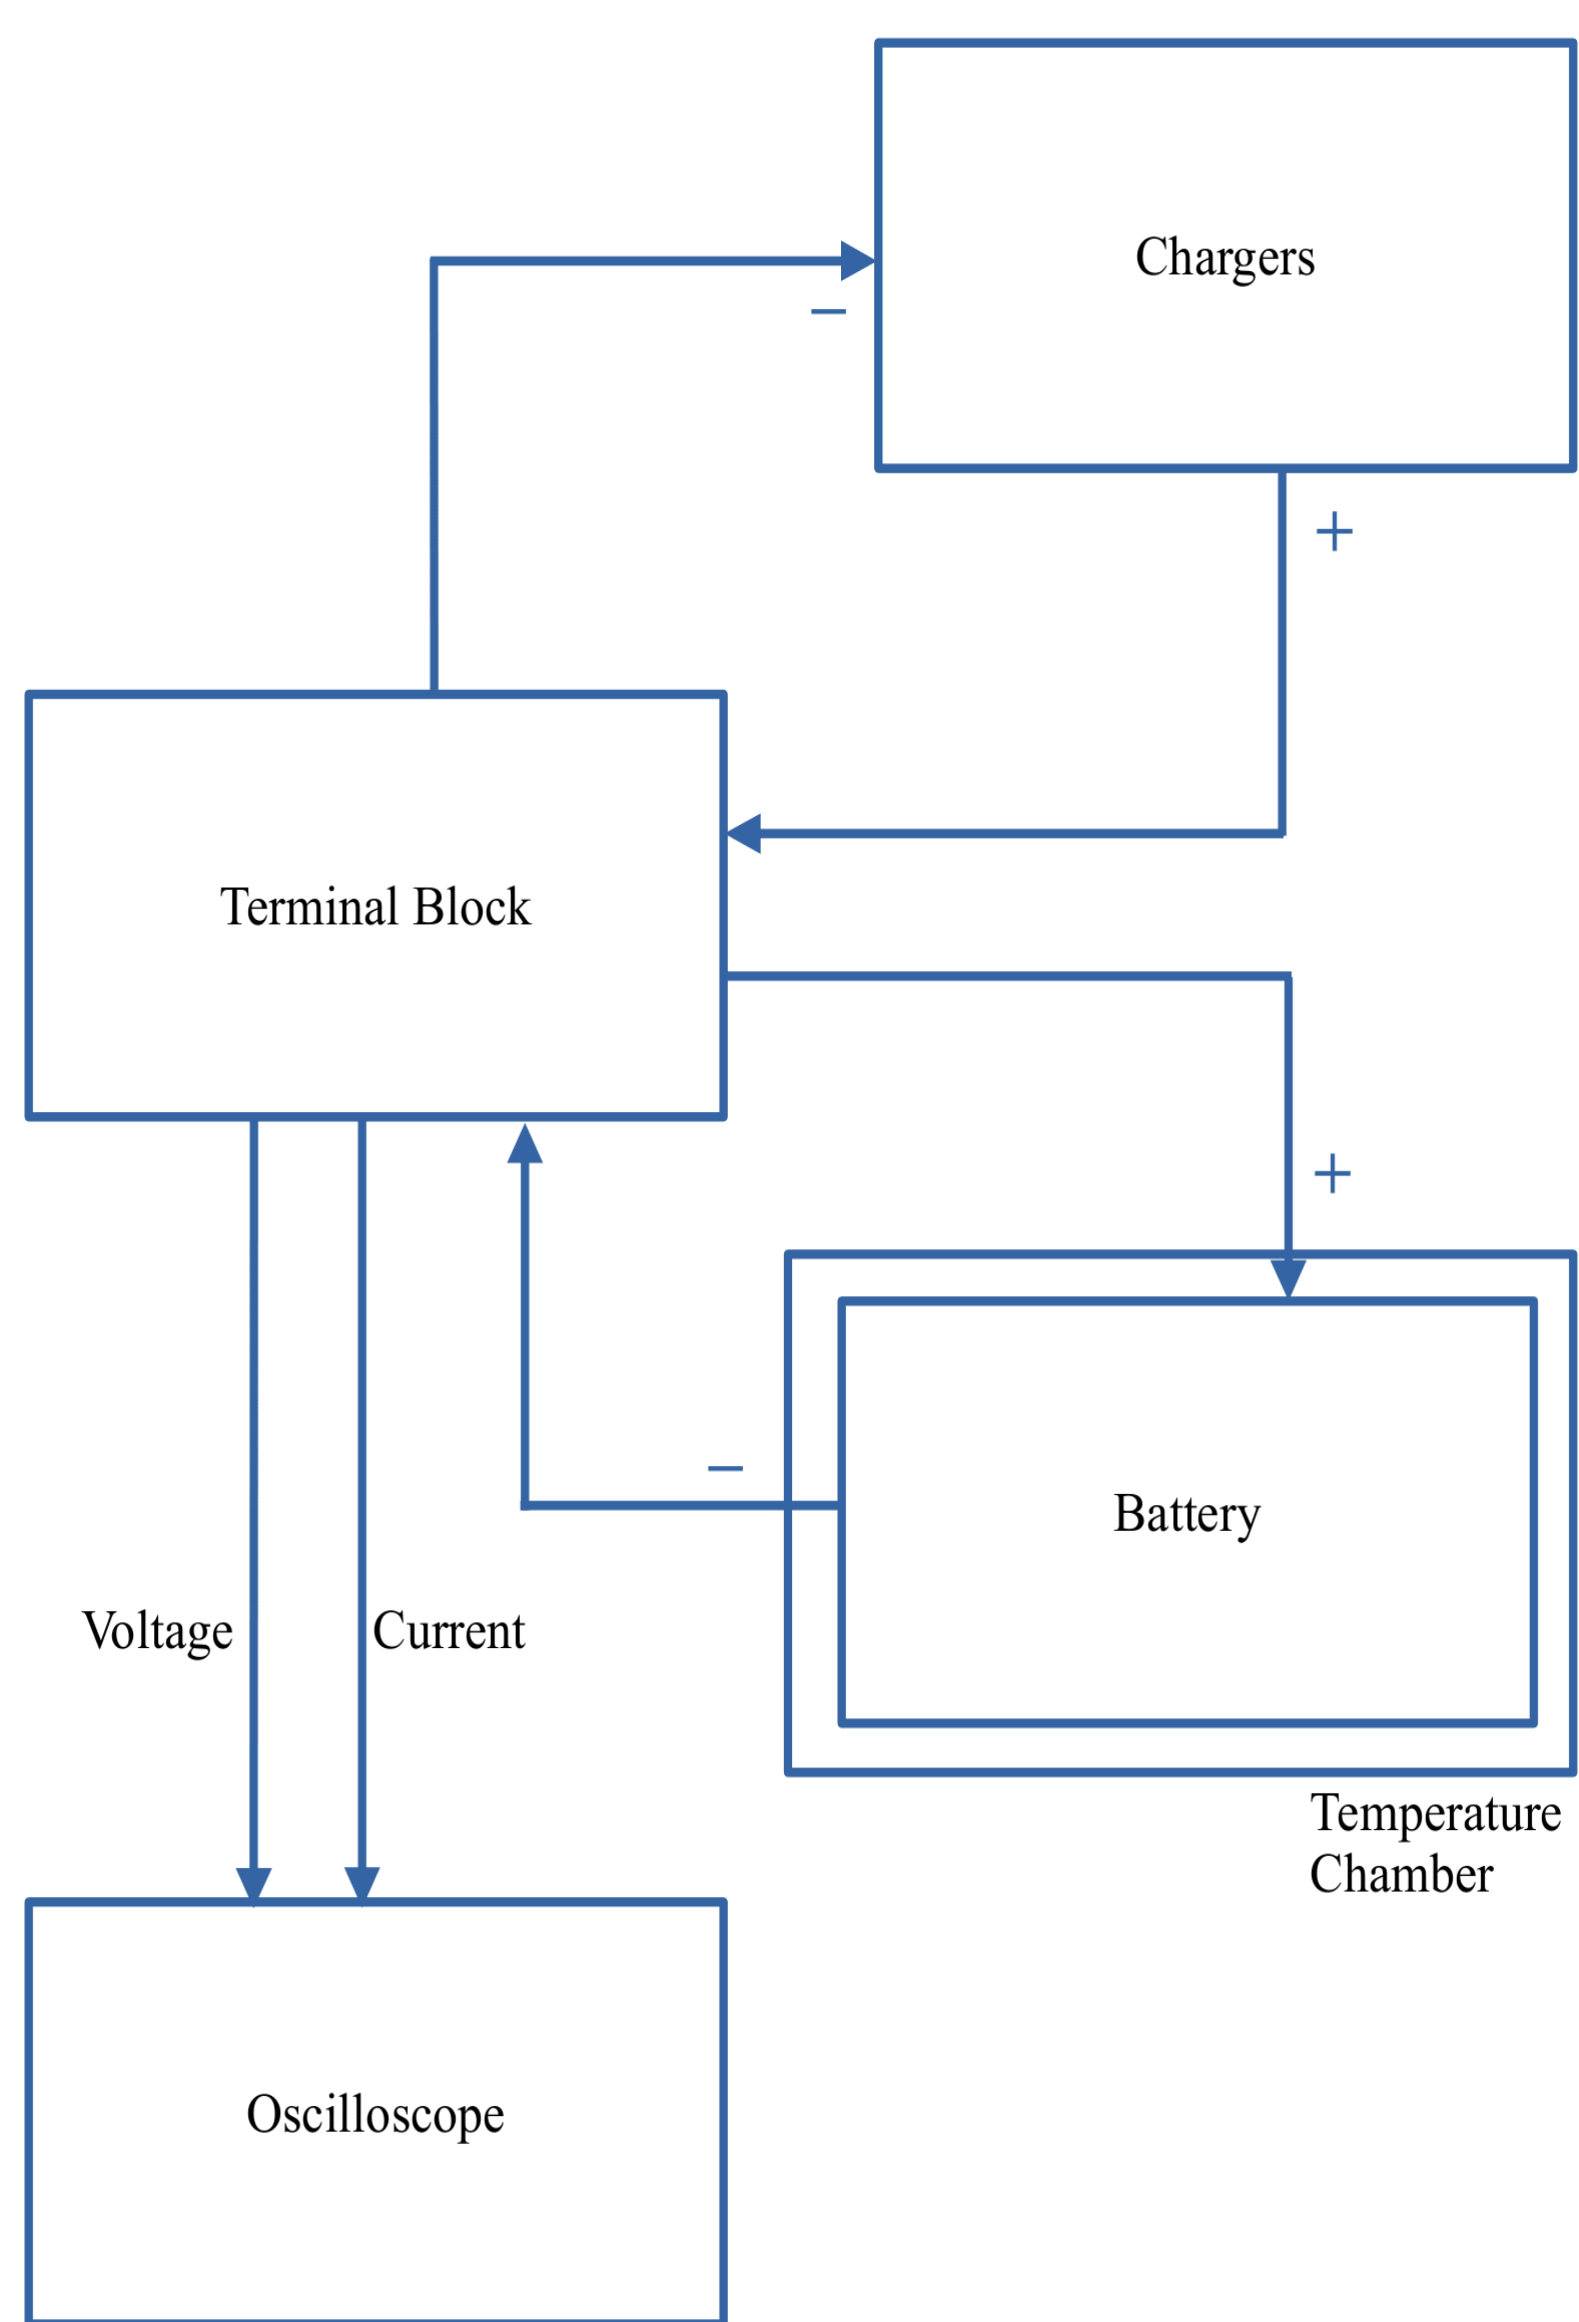 Chargers
–
+
Terminal Block
+
–
Battery
Voltage
Current
Temperature
Chamber
Oscilloscope